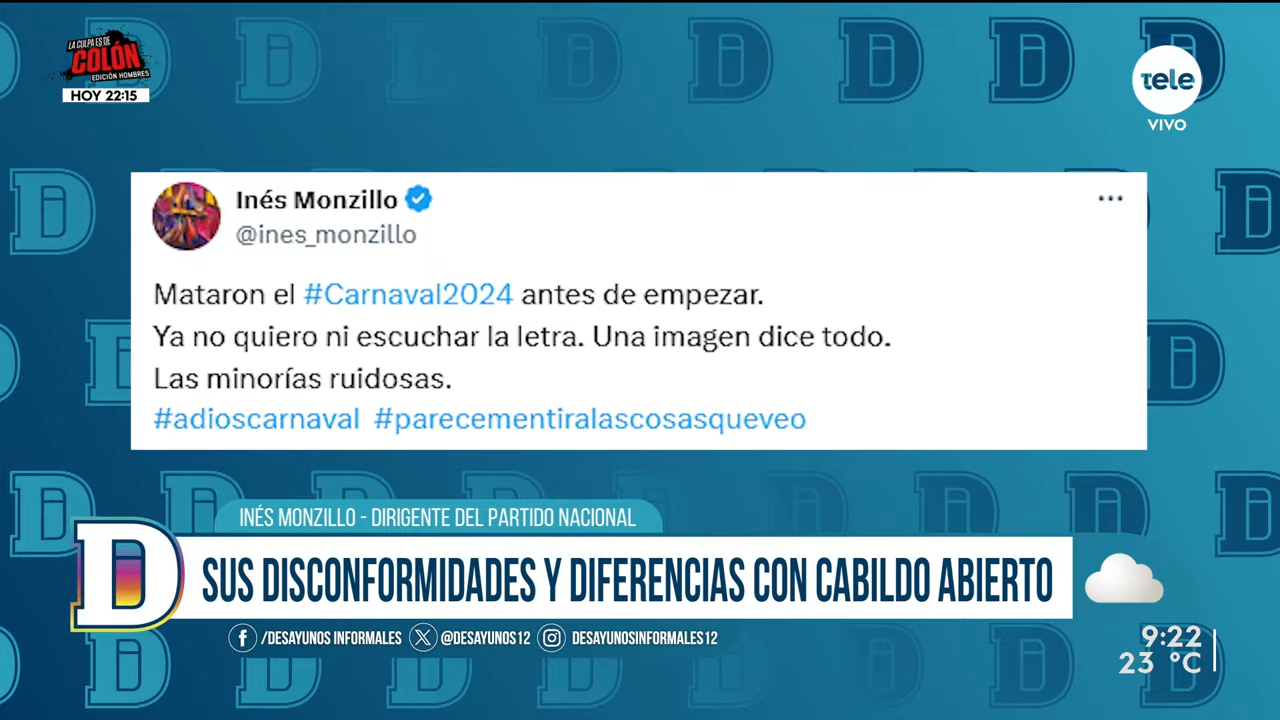 LA CULPA ES DE
COLÓN
EDICIÓN HOMBRES
HOY 22:15
tele
VIVO
Inés Monzillo
@ines_monzillo
Mataron el #Carnaval2024 antes de empezar.
Ya no quiero ni escuchar la letra. Una imagen dice todo.
Las minorías ruidosas.
#adioscarnaval #parecementiralascosasqueveo
INÉS MONZILLO - DIRIGENTE DEL PARTIDO NACIONAL
D
SUS DISCONFORMIDADES Y DIFERENCIAS CON CABILDO ABIERTO
/DESAYUNOS INFORMALES @DESAYUNOS12 DESAYUNOSINFORMALES12
9:22
23 °C